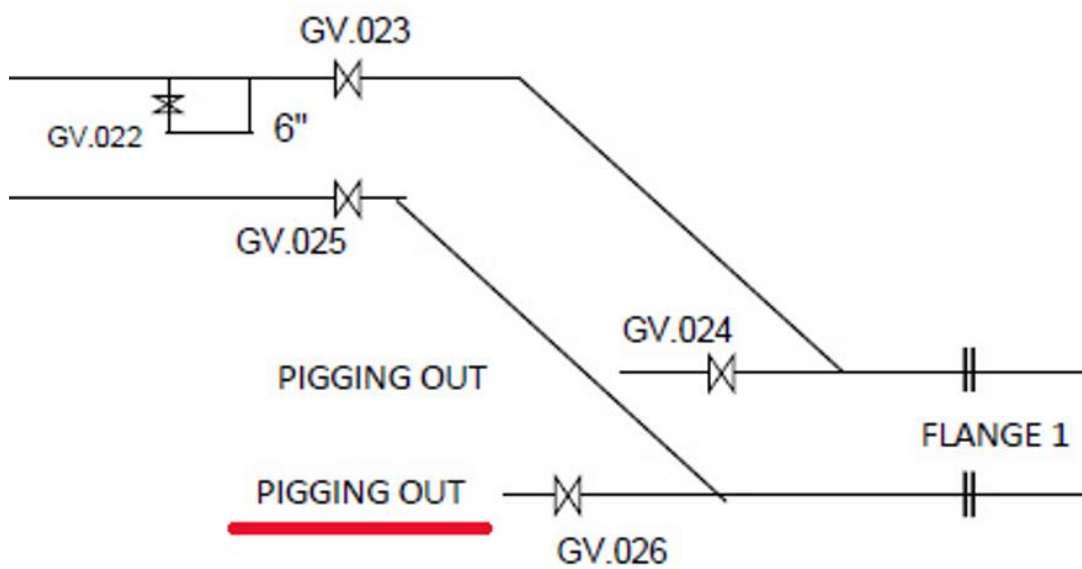 GV.023
GV.022
6"
GV.025
GV.024
PIGGING OUT
FLANGE 1
PIGGING OUT
GV.026